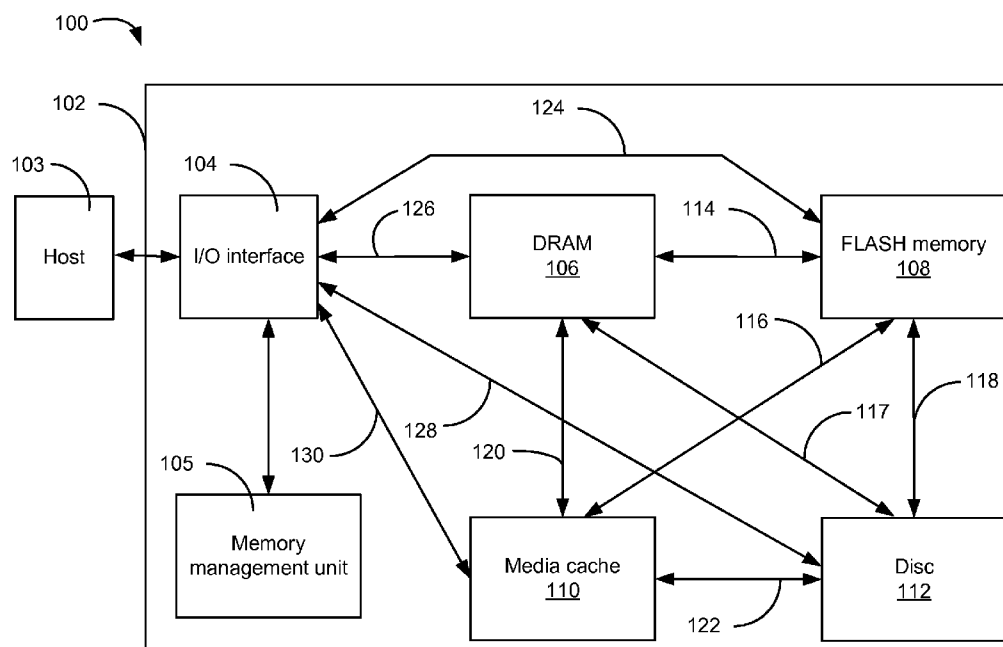 100
102
124
103
104
126
114
Host
I/O interface
DRAM
106
FLASH memory
108
116
118
117
130
128
120
105
Memory
management unit
Media cache
110
Disc
112
122